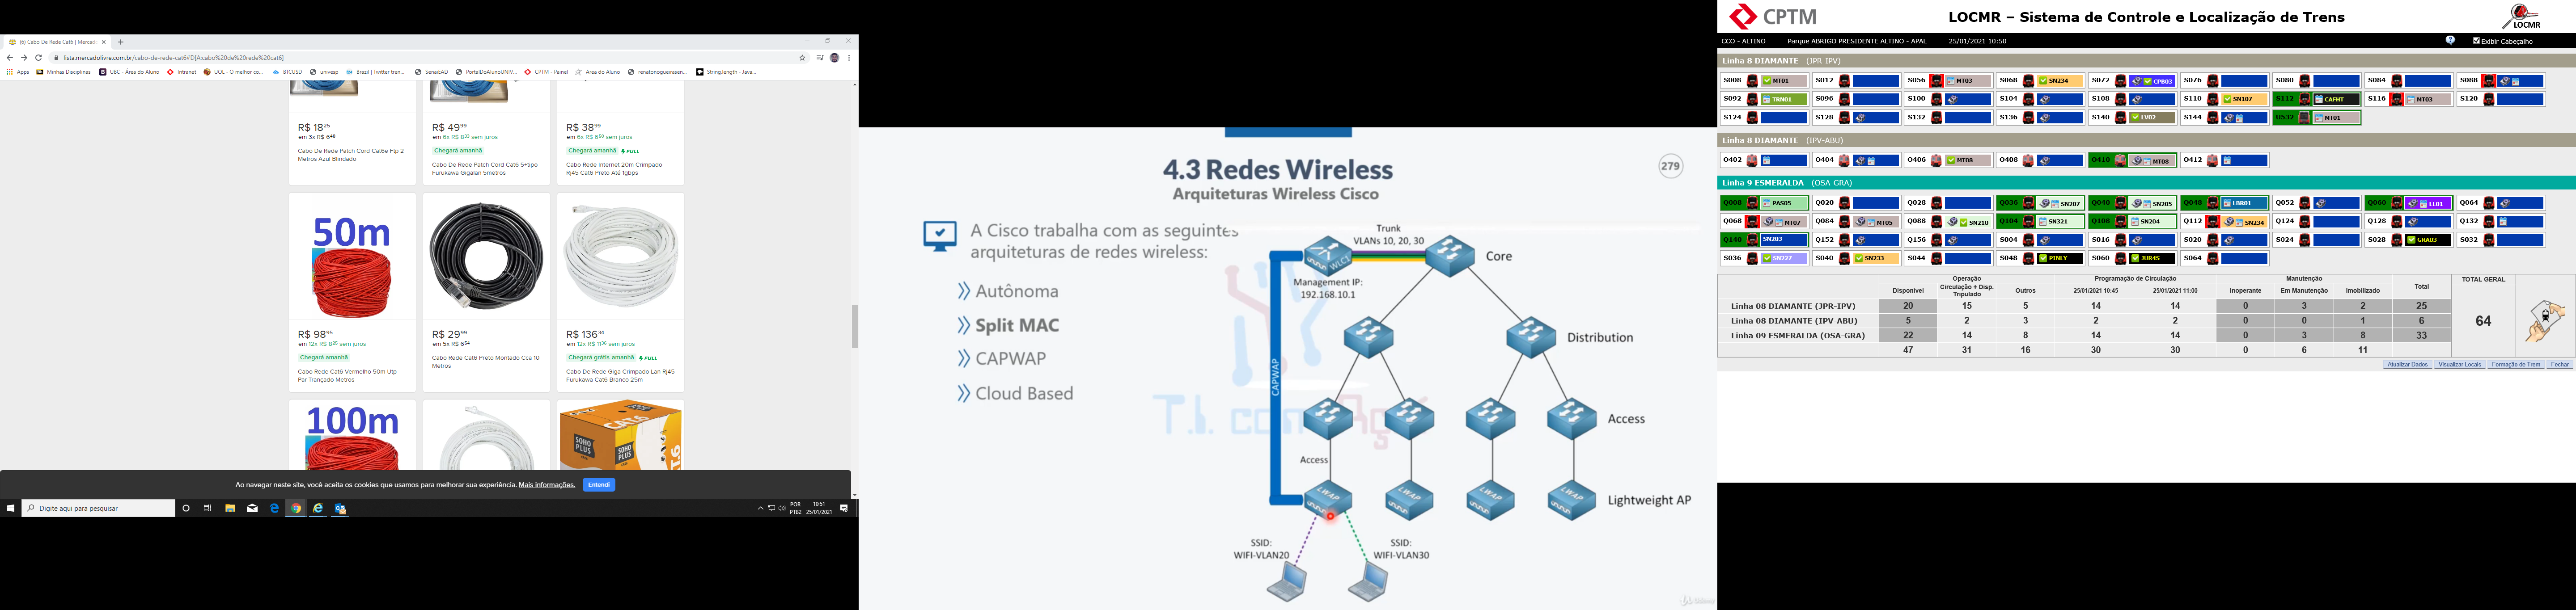 (6) Cabo De Rede Cat6 | Mercad
lista.mercadolivre.com.br/cabo-de-rede-cat6#D[A:cabo%20de%20rede%20cat6]
Apps Minhas Disciplinas UBC - Área do Aluno Intranet UOL - O melhor co... BTCUSD univesp Brazil | Twitter tren... SenaiEAD PortalDoAlunoUNIV... CPTM - Painel Área do Aluno renatonogueirasen... String.length - Java...
R$ 18 25
em 3x R$ 6 48
Cabo De Rede Patch Cord Cat6e Ftp 2 Metros Azul Blindado
R$ 49 99
em 6x R$ 8 33 sem juros
Chegará amanhã
Cabo De Rede Patch Cord Cat6 5+tipo Furukawa Gigalan 5metros
R$ 38 99
em 6x R$ 6 50 sem juros
Chegará amanhã FULL
Cabo Rede Internet 20m Crimpado Rj45 Cat6 Preto Até 1gbps
50m
R$ 98 95
em 12x R$ 8 25 sem juros
Chegará amanhã
Cabo Rede Cat6 Vermelho 50m Utp Par Trançado Metros
R$ 29 99
em 5x R$ 6 54
Cabo Rede Cat6 Preto Montado Cca 10 Metros
R$ 136 34
em 12x R$ 11 36 sem juros
Chegará grátis amanhã FULL
Cabo De Rede Giga Crimpado Lan Rj45 Furukawa Cat6 Branco 25m
100m
SOHO PLUS
SOHO PLUS
CAT.6
Ao navegar neste site, você aceita os cookies que usamos para melhorar sua experiência. Mais informações. Entendi
Digite aqui para pesquisar
POR
PTB2
10:51
25/01/2021
4.3 Redes Wireless
279
Arquiteturas Wireless Cisco
A Cisco trabalha com as seguintes
arquiteturas de redes wireless:
Autônoma
Split MAC
CAPWAP
Cloud Based
Trunk
VLANs 10, 20, 30
WLC1
Core
Management IP:
192.168.10.1
CAPWAP
Distribution
Access
Access
LWAP LWAP LWAP LWAP
Lightweight AP
SSID:
WIFI-VLAN20
SSID:
WIFI-VLAN30
CPTM
LOCMR – Sistema de Controle e Localização de Trens
LOCMR
CCO - ALTINO Parque ABRIGO PRESIDENTE ALTINO - APAL 25/01/2021 10:50 Exibir Cabeçalho
Linha 8 DIAMANTE (JPR-IPV)
S008 MT01 S012 S056 MT03 S068 SN234 S072 CPB03 S076 S080 S084 S088
S092 TRN01 S096 S100 S104 S108 S110 SN107 S112 CAFHT S116 MT03 S120
S124 S128 S132 S136 S140 LV02 S144 U532 MT01
Linha 8 DIAMANTE (IPV-ABU)
O402 O404 O406 MT08 O408 O410 MT08 O412
Linha 9 ESMERALDA (OSA-GRA)
Q008 PAS05 Q020 Q028 Q036 SN207 Q040 SN205 Q048 LBR01 Q052 Q060 LL01 Q064
Q068 MT07 Q084 MT05 Q088 SN210 Q104 SN321 Q108 SN204 Q112 SN234 Q124 Q128 Q132
Q140 SN203 Q152 Q156 S004 S016 S020 S024 S028 GRA03 S032
S036 SN227 S040 SN233 S044 S048 PINLY S060 JUR4S S064
Operação Programação de Circulação Manutenção TOTAL GERAL
Disponível Circulação + Disp. Tripulado Outros 25/01/2021 10:45 25/01/2021 11:00 Inoperante Em Manutenção Imobilizado Total
Linha 08 DIAMANTE (JPR-IPV) 20 15 5 14 14 0 3 2 25
Linha 08 DIAMANTE (IPV-ABU) 5 2 3 2 2 0 0 1 6
Linha 09 ESMERALDA (OSA-GRA) 22 14 8 14 14 0 3 8 33
47 31 16 30 30 0 6 11
64
Atualizar Dados Visualizar Locais Formação de Trem Fechar